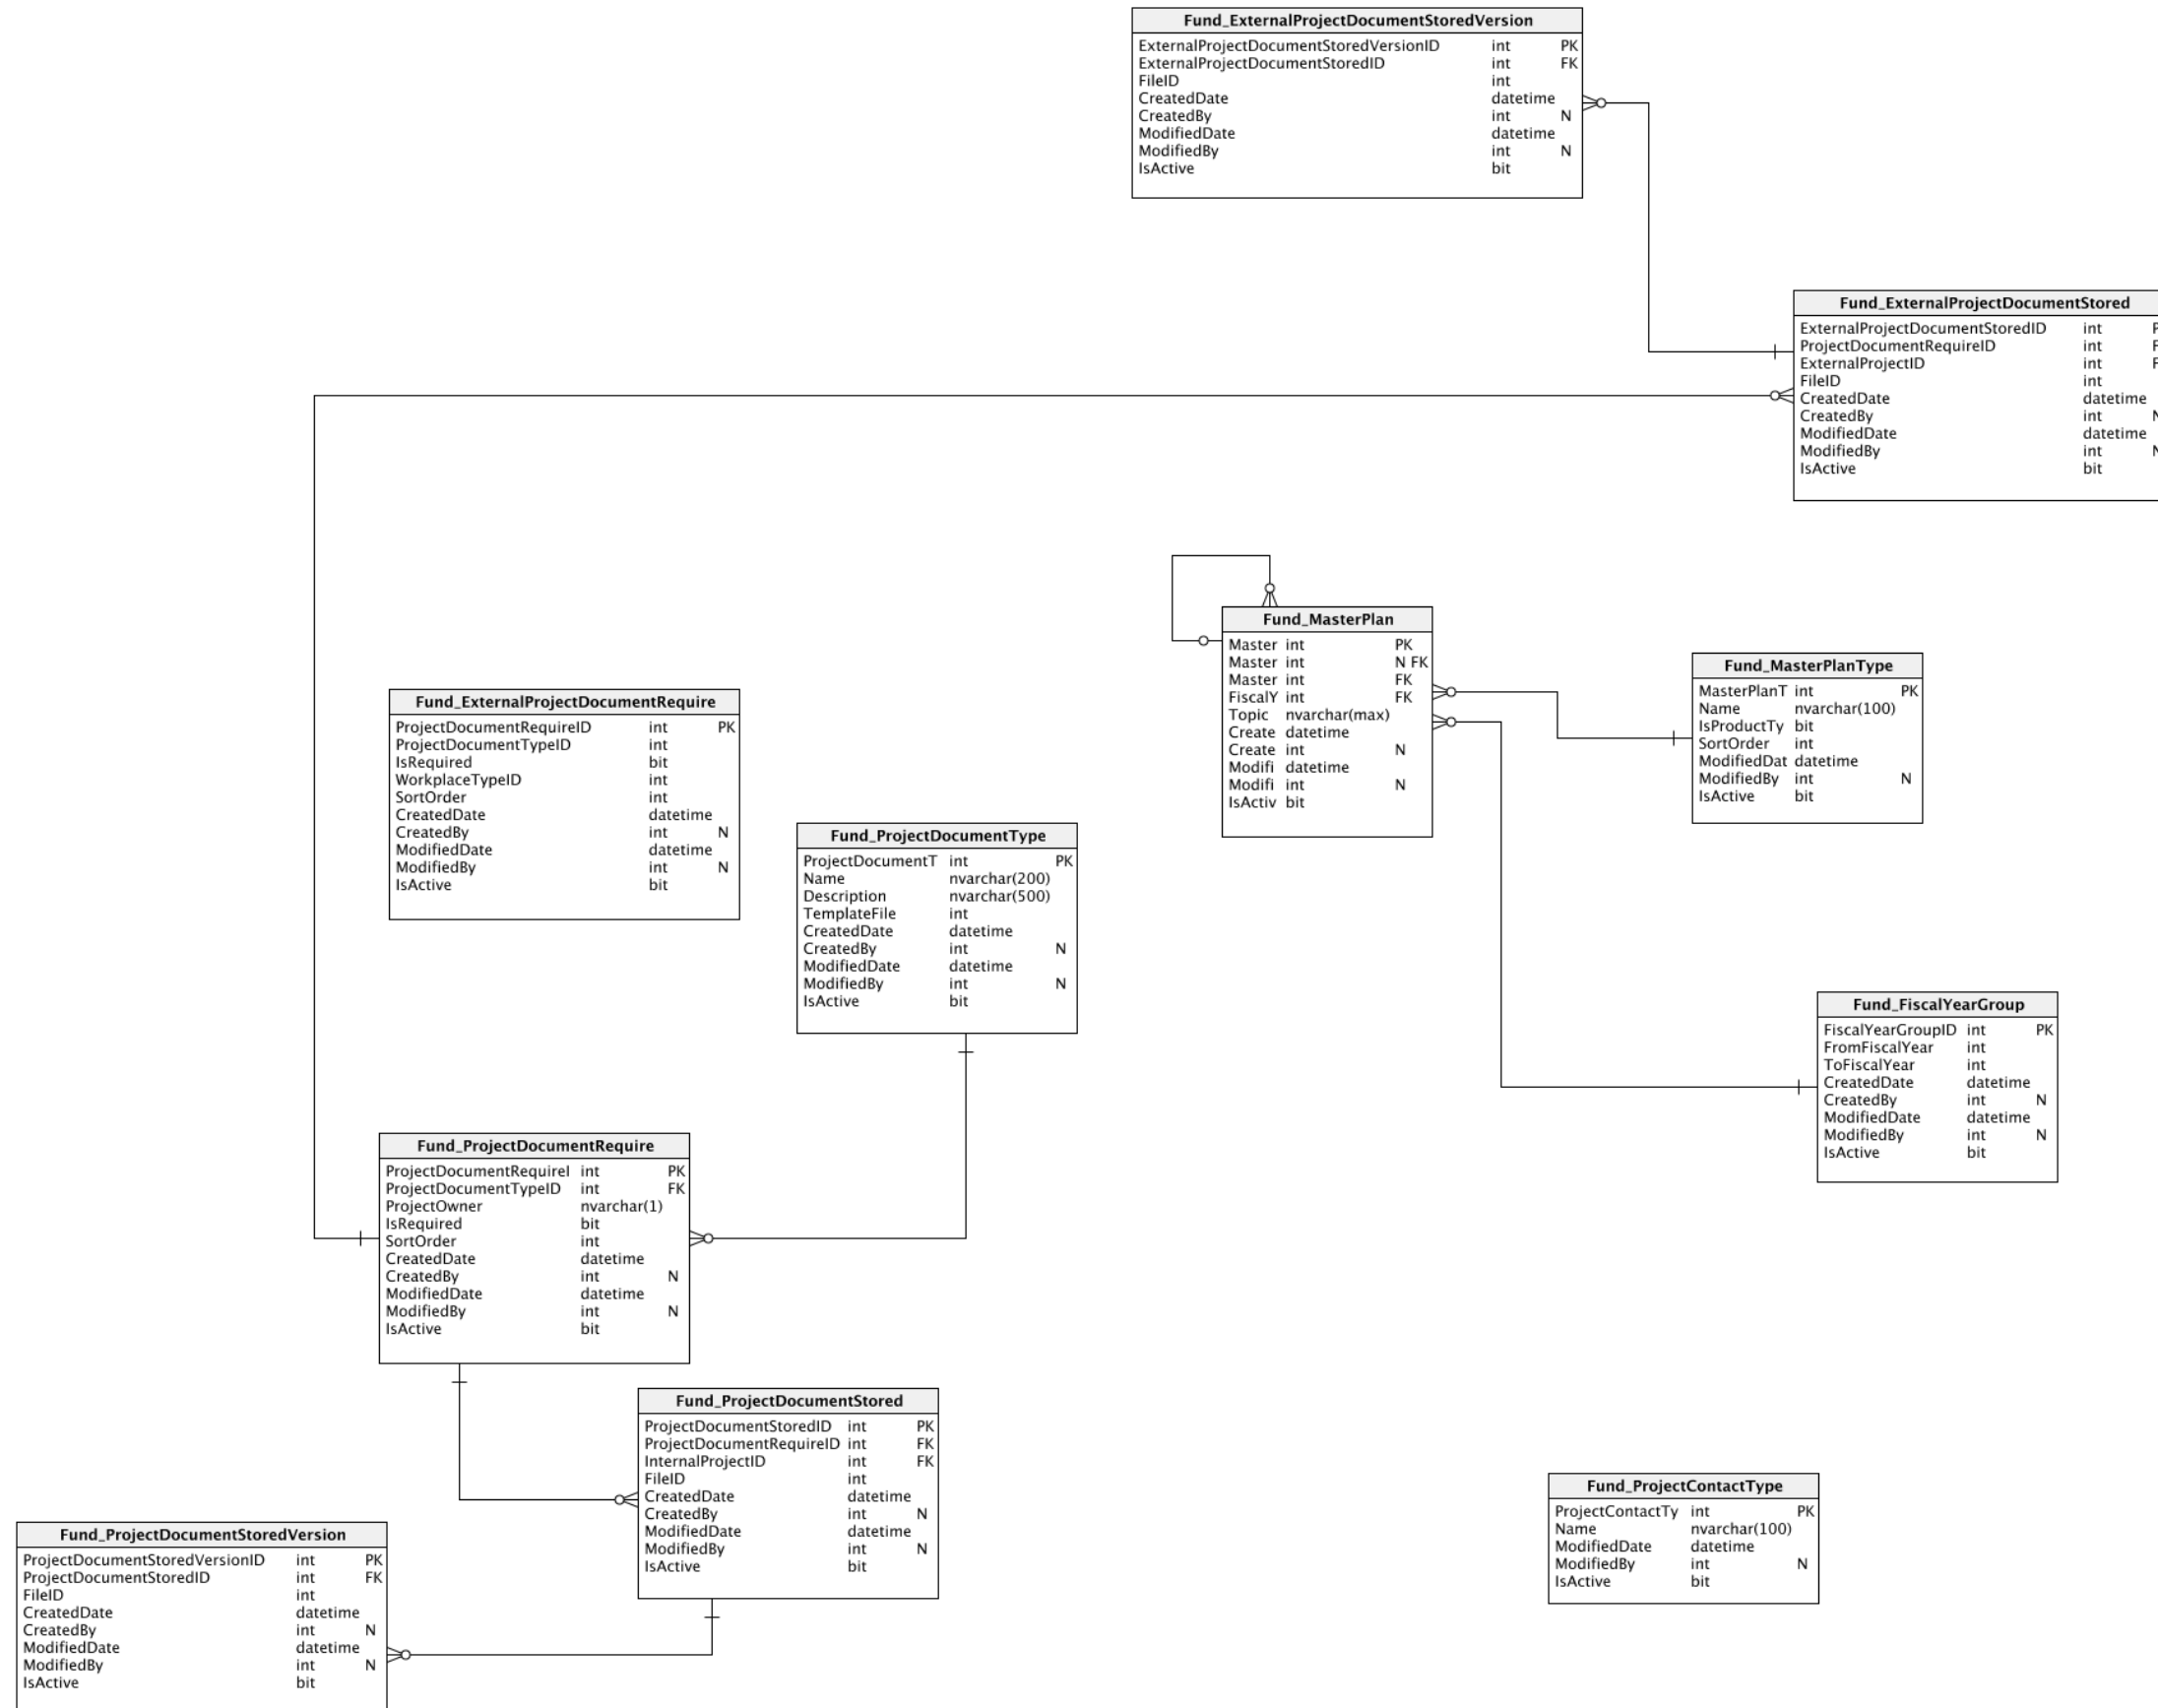 Fund_ExternalProjectDocumentStoredVersion
ExternalProjectDocumentStoredVersionID int PK
ExternalProjectDocumentStoredID int FK
FileID int
CreatedDate datetime
CreatedBy int N
ModifiedDate datetime
ModifiedBy int N
IsActive bit
Fund_ExternalProjectDocumentStored
ExternalProjectDocumentStoredID int
ProjectDocumentRequireID int
ExternalProjectID int
FileID int
CreatedDate datetime
CreatedBy int
ModifiedDate datetime
ModifiedBy int
IsActive bit
Fund_MasterPlan
Master int PK
Master int N FK
Master int FK
FiscalY int FK
Topic nvarchar(max)
Create datetime
Create int N
Modifi datetime
Modifi int N
IsActiv bit
Fund_MasterPlanType
MasterPlanT int PK
Name nvarchar(100)
IsProductTy bit
SortOrder int
ModifiedDat datetime
ModifiedBy int N
IsActive bit
Fund_ExternalProjectDocumentRequire
ProjectDocumentRequireID int PK
ProjectDocumentTypeID int
IsRequired bit
WorkplaceTypeID int
SortOrder int
CreatedDate datetime
CreatedBy int N
ModifiedDate datetime
ModifiedBy int N
IsActive bit
Fund_ProjectDocumentType
ProjectDocumentT int PK
Name nvarchar(200)
Description nvarchar(500)
TemplateFile int
CreatedDate datetime
CreatedBy int N
ModifiedDate datetime
ModifiedBy int N
IsActive bit
Fund_FiscalYearGroup
FiscalYearGroupID int PK
FromFiscalYear int
ToFiscalYear int
CreatedDate datetime
CreatedBy int N
ModifiedDate datetime
ModifiedBy int N
IsActive bit
Fund_ProjectDocumentRequire
ProjectDocumentRequireI int PK
ProjectDocumentTypeID int FK
ProjectOwner nvarchar(1)
IsRequired bit
SortOrder int
CreatedDate datetime
CreatedBy int N
ModifiedDate datetime
ModifiedBy int N
IsActive bit
Fund_ProjectDocumentStored
ProjectDocumentStoredID int PK
ProjectDocumentRequireID int FK
InternalProjectID int FK
FileID int
CreatedDate datetime
CreatedBy int N
ModifiedDate datetime
ModifiedBy int N
IsActive bit
Fund_ProjectContactType
ProjectContactTy int PK
Name nvarchar(100)
ModifiedDate datetime
ModifiedBy int N
IsActive bit
Fund_ProjectDocumentStoredVersion
ProjectDocumentStoredVersionID int PK
ProjectDocumentStoredID int FK
FileID int
CreatedDate datetime
CreatedBy int N
ModifiedDate datetime
ModifiedBy int N
IsActive bit